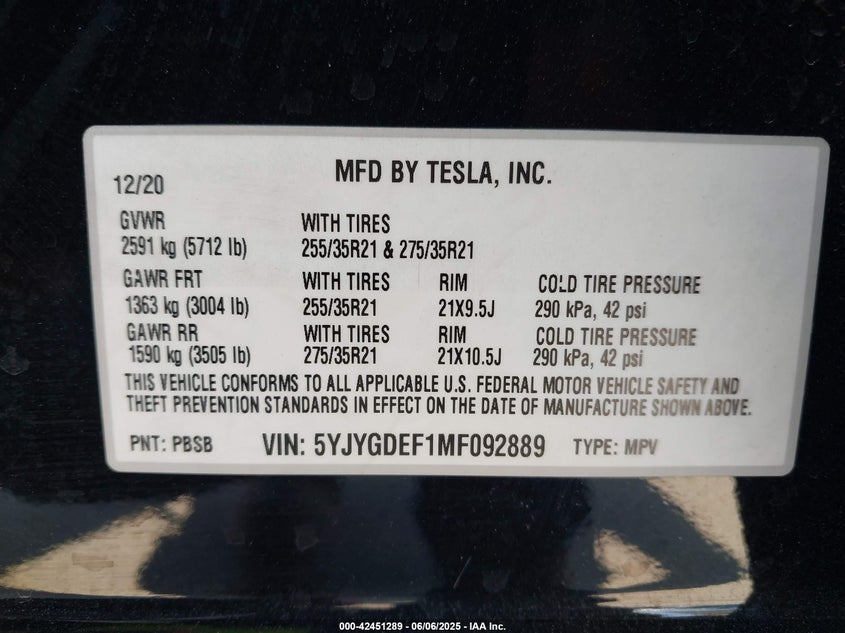 12/20 MFD BY TESLA, INC.
GVWR WITH TIRES
2591 kg (5712 lb) 255/35R21 & 275/35R21
GAWR FRT WITH TIRES RIM COLD TIRE PRESSURE
1363 kg (3004 lb) 255/35R21 21X9.5J 290 kPa, 42 psi
GAWR RR WITH TIRES RIM COLD TIRE PRESSURE
1590 kg (3505 lb) 275/35R21 21X10.5J 290 kPa, 42 psi
THIS VEHICLE CONFORMS TO ALL APPLICABLE U.S. FEDERAL MOTOR VEHICLE SAFETY AND
THEFT PREVENTION STANDARDS IN EFFECT ON THE DATE OF MANUFACTURE SHOWN ABOVE.
PNT: PBSB VIN: 5YJYGDEF1MF092889 TYPE: MPV
000-42451289 - 06/06/2025 - IAA Inc.